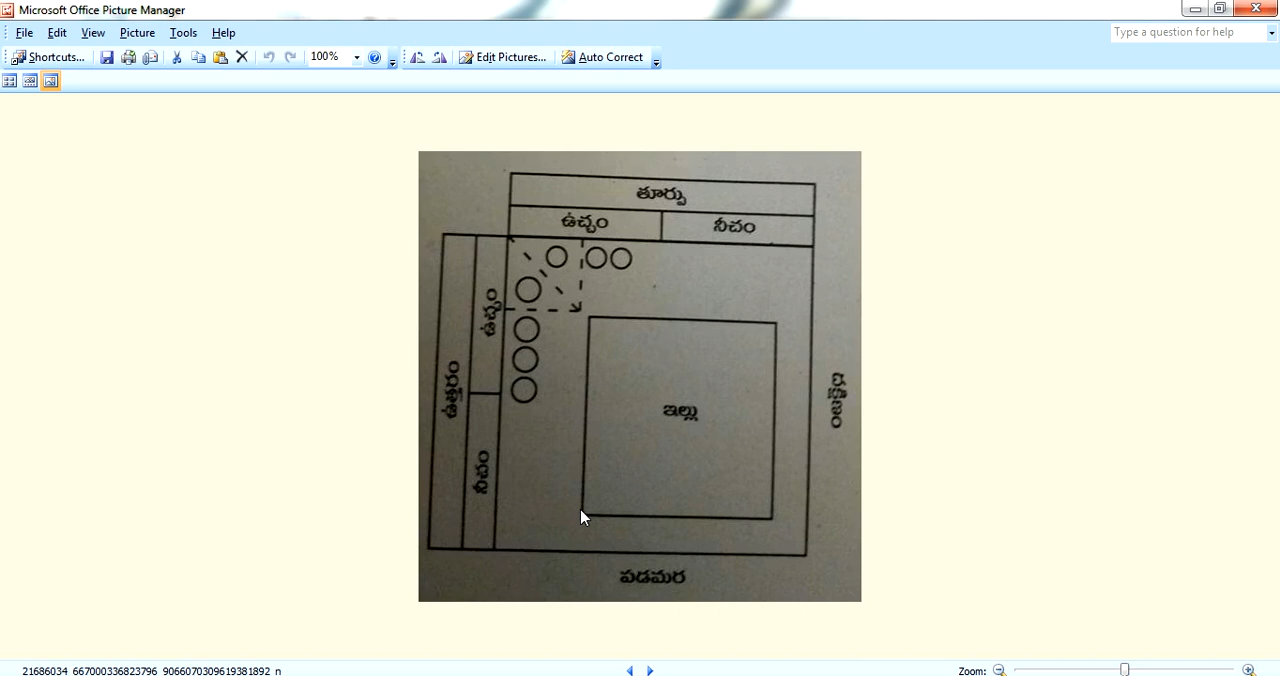 Microsoft Office Picture Manager
File Edit View Picture Tools Help
Type a question for help
Shortcuts... 100% Edit Pictures... Auto Correct
తూర్పు
ఉచ్చం నీచం
ఉత్తరం
ఉచ్చం
నీచం
ఇల్లు
దక్షిణం
పడమర
21686034_667000336823796_9066070309619381892_n
Zoom: